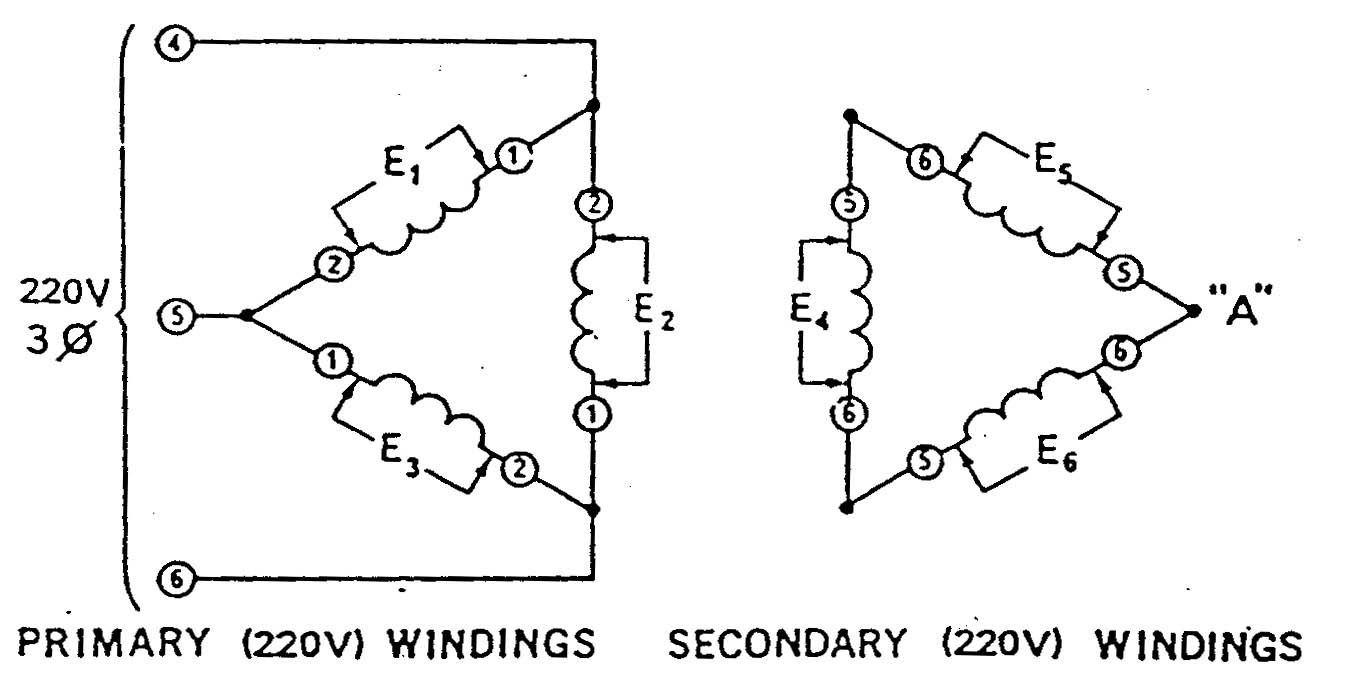 4
1
E1
2
2
220V
3Ø
5
E2
1
E3
2
1
6
6
E5
5
5
E4
"A"
6
6
5
E6
PRIMARY (220V) WINDINGS
SECONDARY (220V) WINDINGS